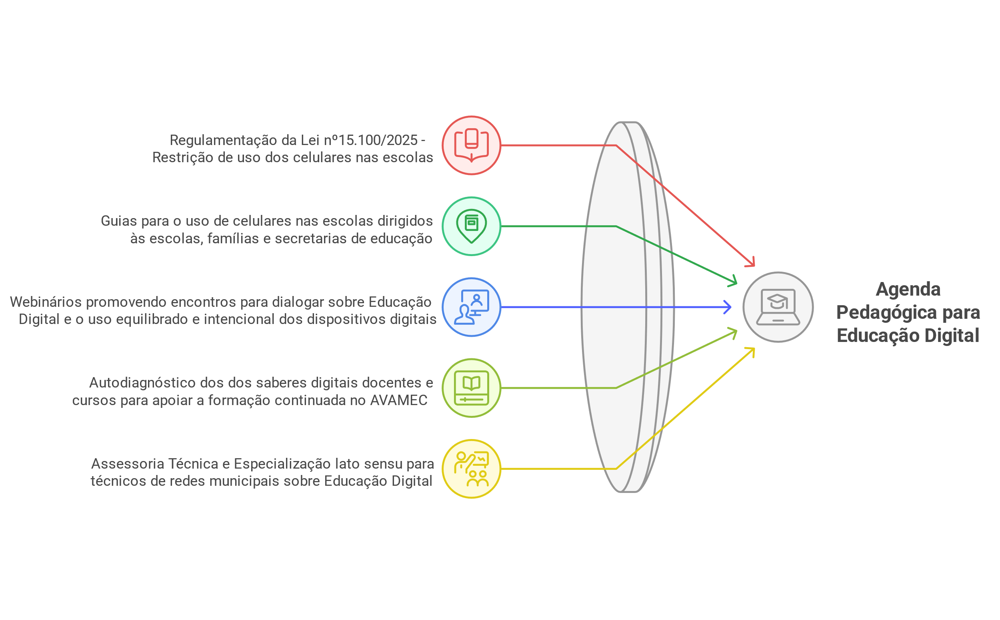 Regulamentação da Lei nº15.100/2025 -
Restrição de uso dos celulares nas escolas
Guias para o uso de celulares nas escolas dirigidos
às escolas, famílias e secretarias de educação
Webinários promovendo encontros para dialogar sobre Educação
Digital e o uso equilibrado e intencional dos dispositivos digitais
Autodiagnóstico dos dos saberes digitais docentes e
cursos para apoiar a formação continuada no AVAMEC
Assessoria Técnica e Especialização lato sensu para
técnicos de redes municipais sobre Educação Digital
Agenda
Pedagógica para
Educação Digital